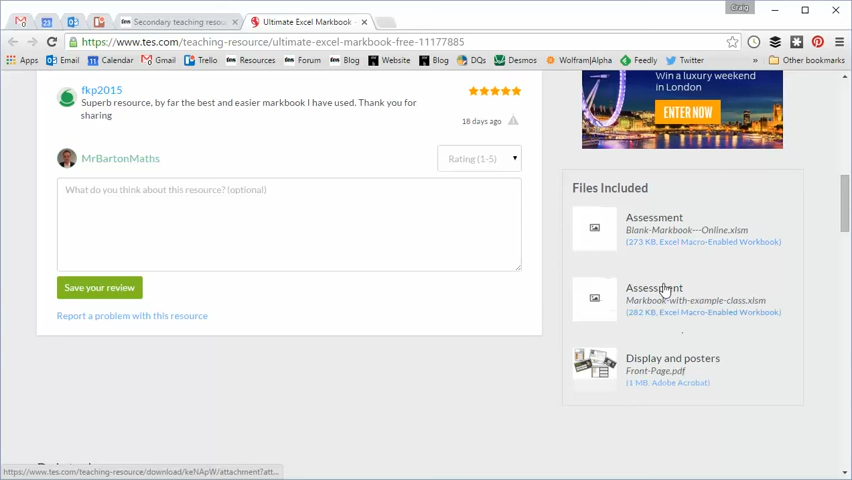 Craig
Secondary teaching resou
Ultimate Excel Markbook -
https://www.tes.com/teaching-resource/ultimate-excel-markbook-free-11177885
Apps
Email
Calendar
Gmail
Trello
Resources
Forum
Blog
Website
Blog
DQs
Desmos
Wolfram|Alpha
Feedly
Twitter
»
Other bookmarks
fkp2015
Superb resource, by far the best and easier markbook I have used. Thank you for
sharing
18 days ago
MrBartonMaths
Rating (1-5)
What do you think about this resource? (optional)
Save your review
Report a problem with this resource
Win a luxury weekend
in London
ENTER NOW
Files Included
Assessment
Blank-Markbook---Online.xlsm
(273 KB, Excel Macro-Enabled Workbook)
Assessment
Markbook-with-example-class.xlsm
(282 KB, Excel Macro-Enabled Workbook)
Display and posters
Front-Page.pdf
(1 MB, Adobe Acrobat)
https://www.tes.com/teaching-resource/download/keNApW/attachment?att...